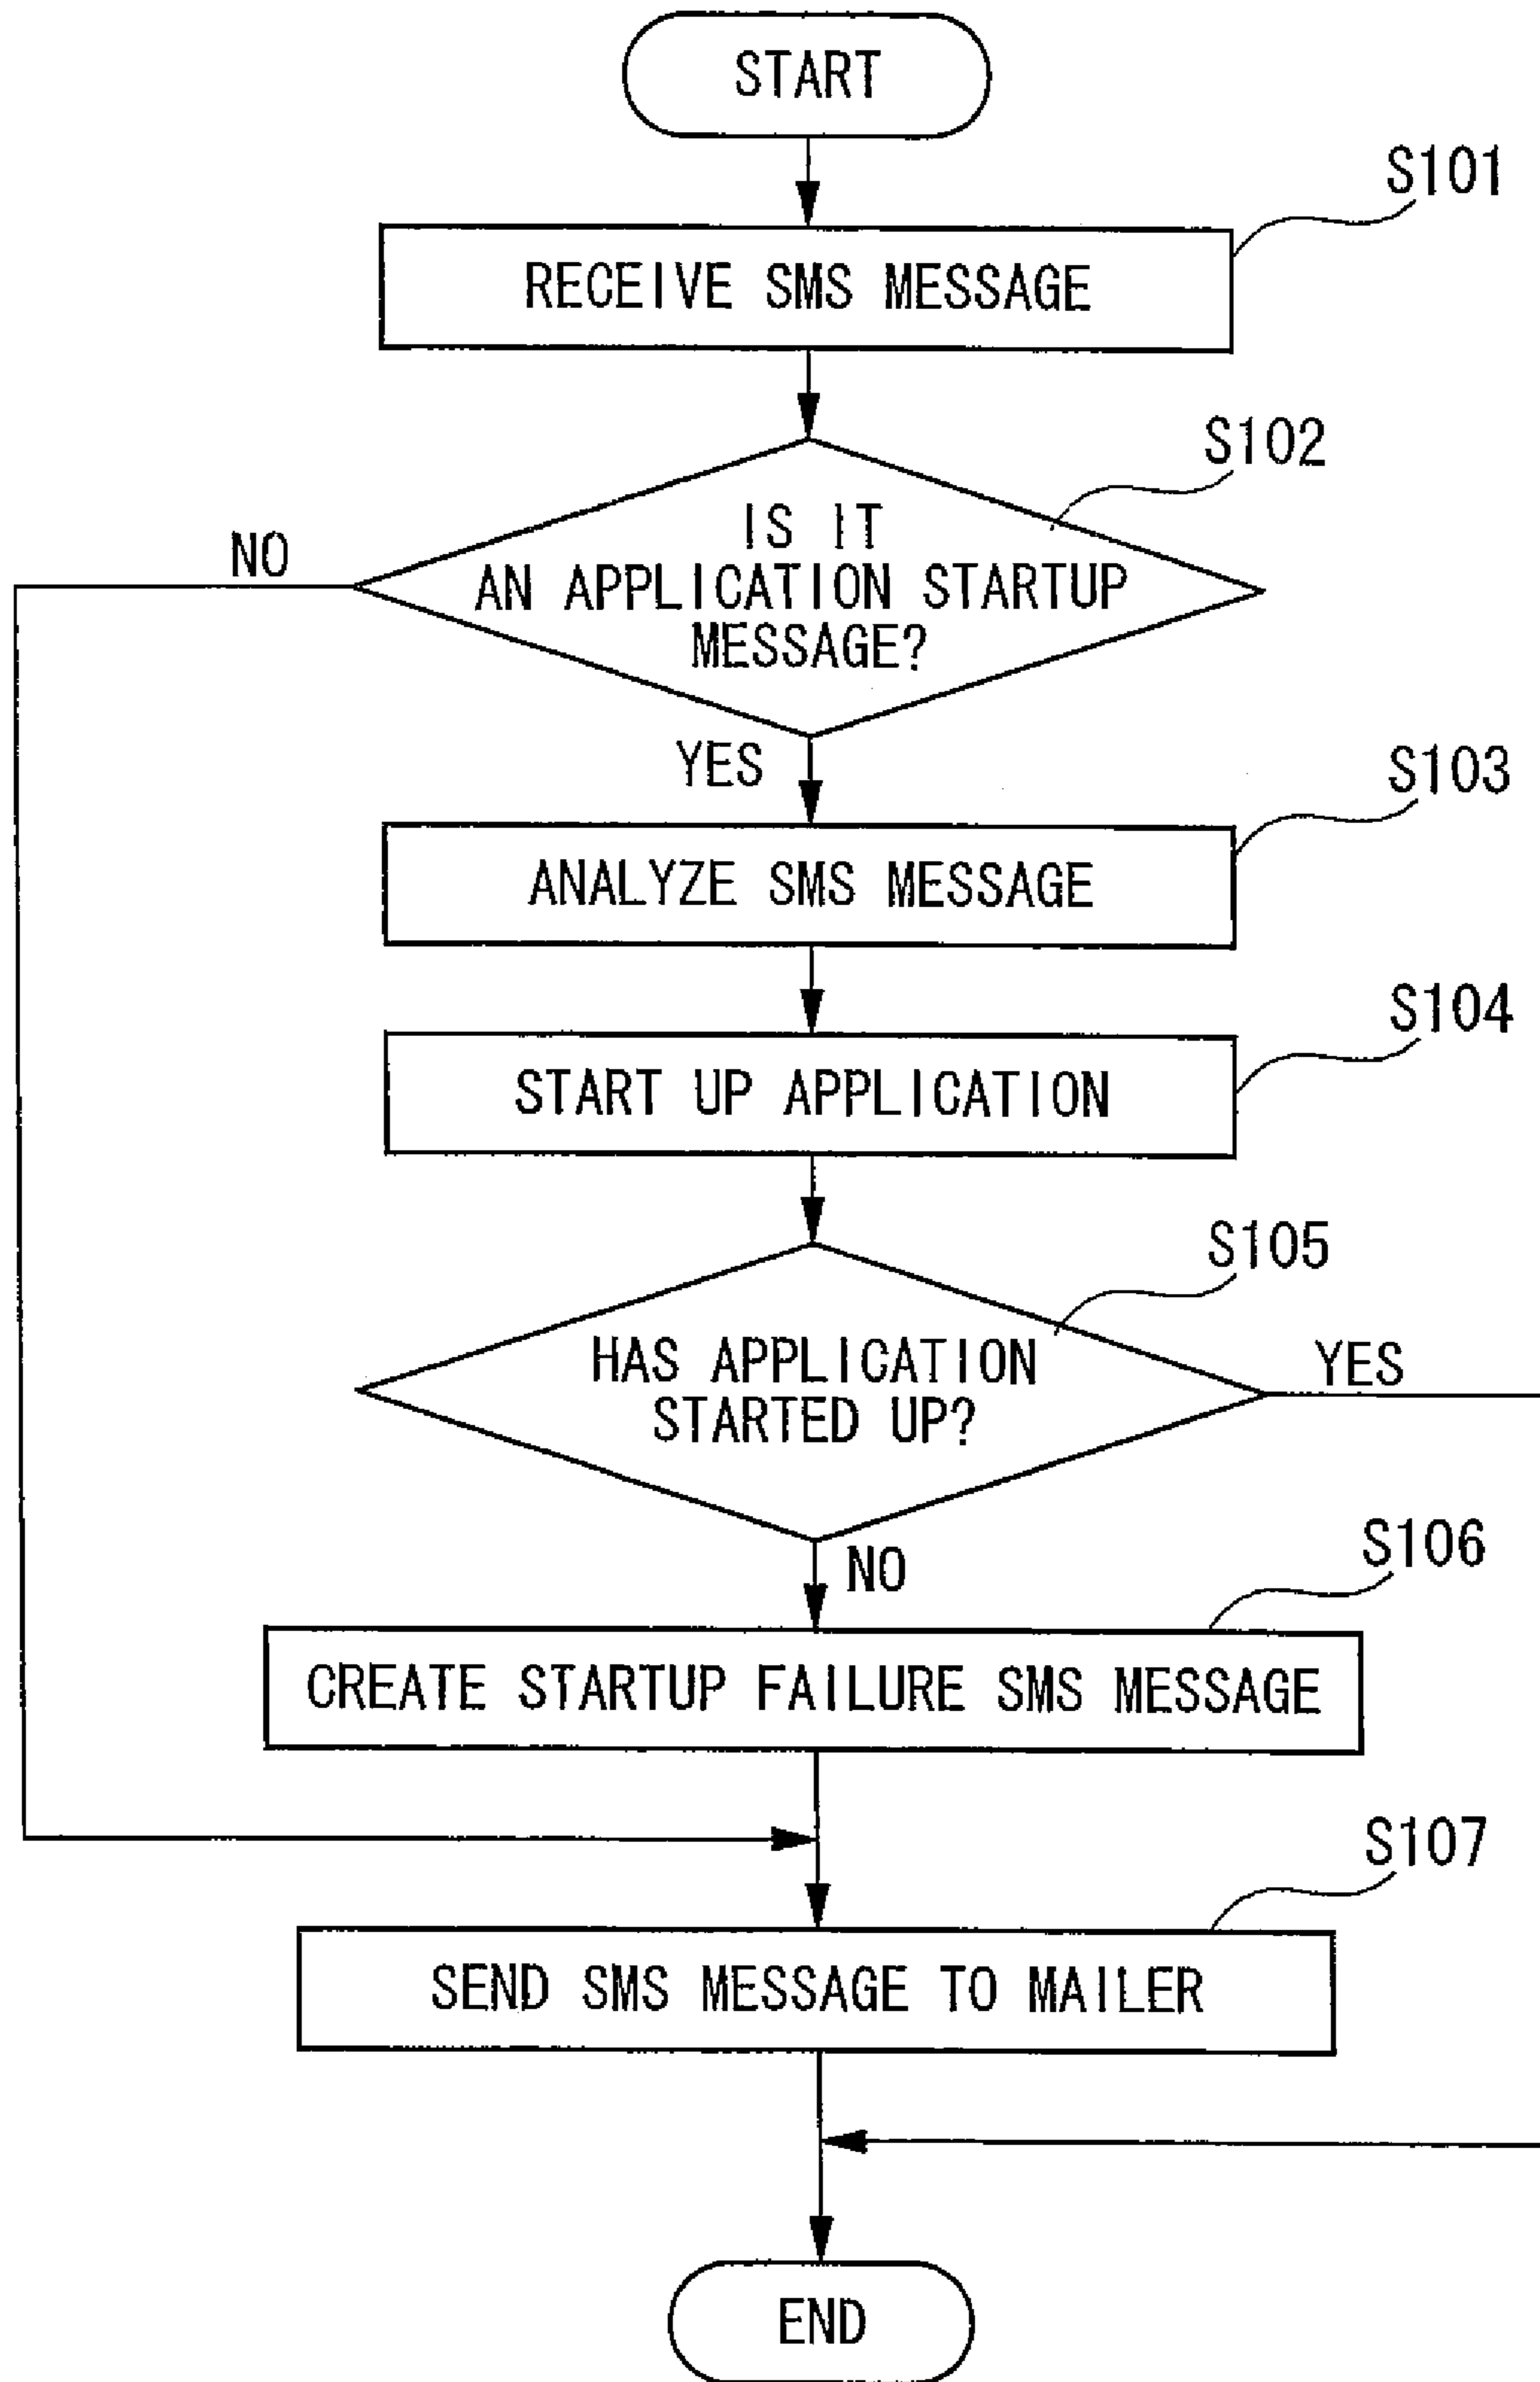 START
S101
RECEIVE SMS MESSAGE
S102
IS IT
AN APPLICATION STARTUP
MESSAGE?
NO
YES
S103
ANALYZE SMS MESSAGE
S104
START UP APPLICATION
S105
HAS APPLICATION
STARTED UP?
YES
NO
S106
CREATE STARTUP FAILURE SMS MESSAGE
S107
SEND SMS MESSAGE TO MAILER
END